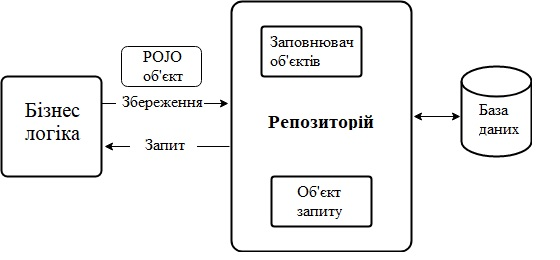 Бізнес
логіка
POJO
об'єкт
Збереження
Запит
Заповнювач
об'єктів
Репозиторій
Об'єкт
запиту
База
даних